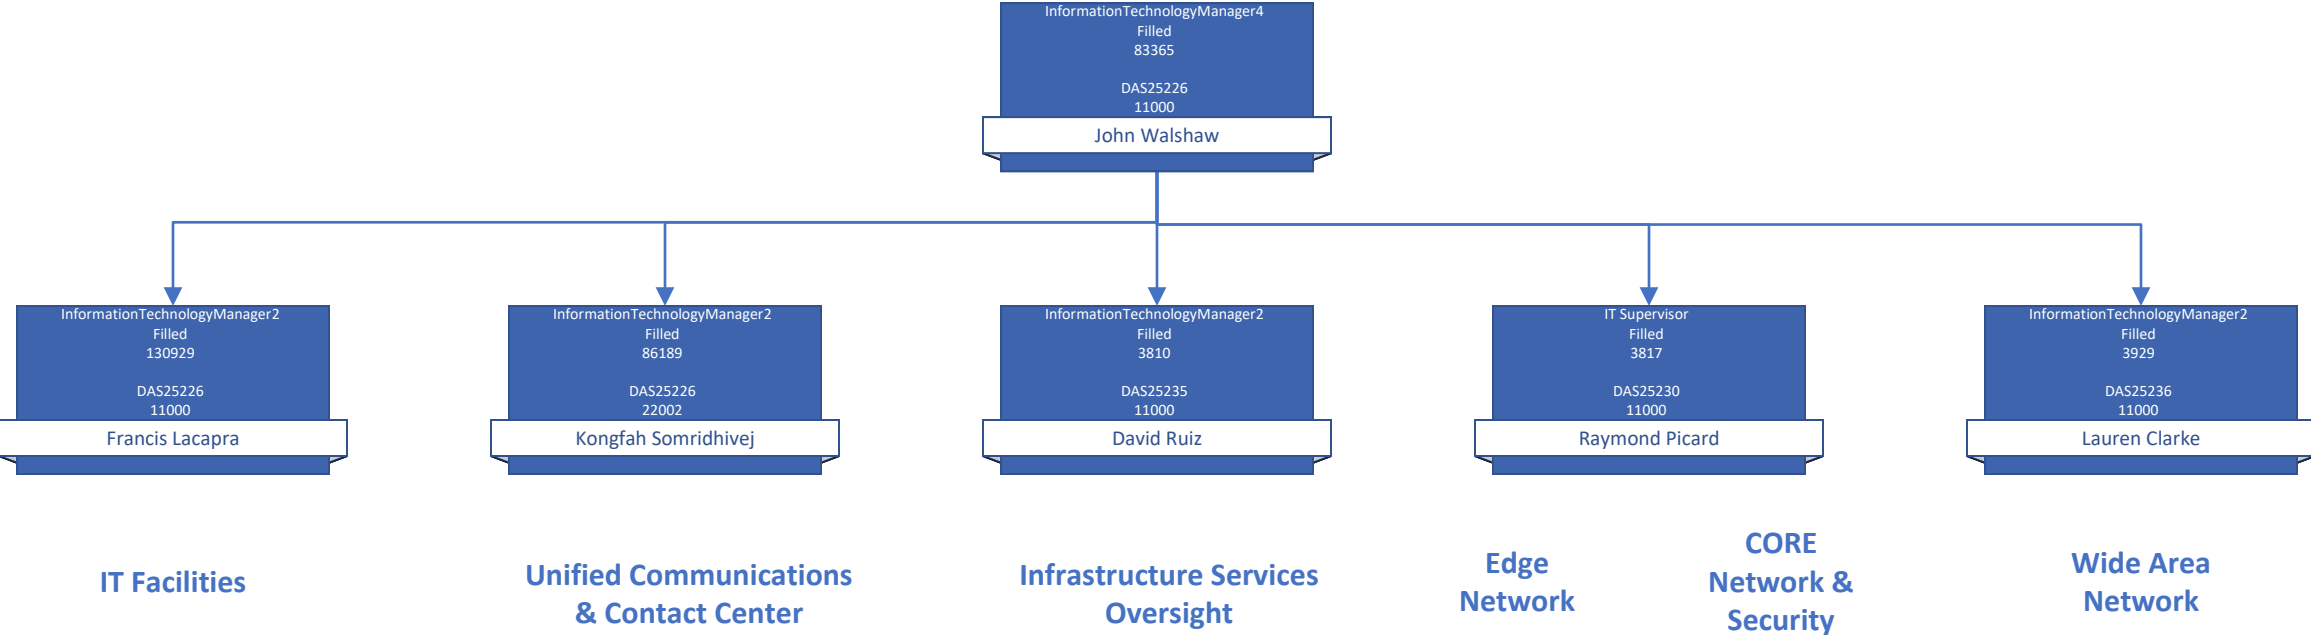 InformationTechnologyManager4
Filled
83365
DAS25226
11000
John Walshaw
InformationTechnologyManager2
Filled
130929
DAS25226
11000
Francis Lacapra
InformationTechnologyManager2
Filled
86189
DAS25226
22002
Kongfah Somridhivej
InformationTechnologyManager2
Filled
3810
DAS25235
11000
David Ruiz
IT Supervisor
Filled
3817
DAS25230
11000
Raymond Picard
InformationTechnologyManager2
Filled
3929
DAS25236
11000
Lauren Clarke
IT Facilities
Unified Communications
& Contact Center
Infrastructure Services
Oversight
Edge
Network
CORE
Network &
Security
Wide Area
Network